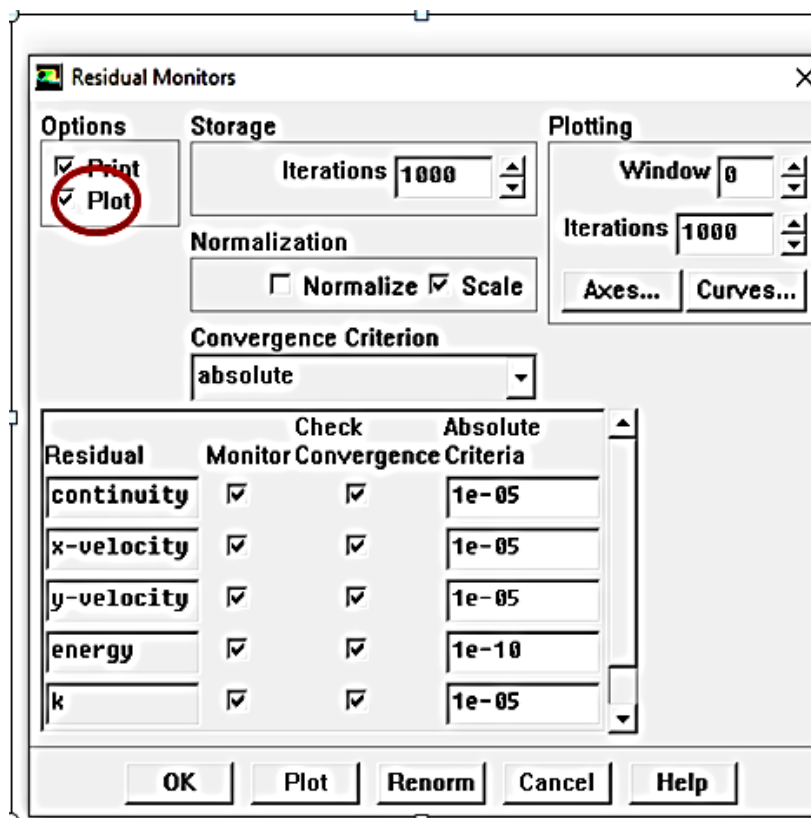 Residual Monitors
Options
Print
Plot
Storage
Iterations 1000
Normalization
Normalize Scale
Convergence Criterion
absolute
Plotting
Window 0
Iterations 1000
Axes... Curves...
Check Absolute
Residual Monitor Convergence Criteria
continuity 1e-05
x-velocity 1e-05
y-velocity 1e-05
energy 1e-10
k 1e-05
OK Plot Renorm Cancel Help